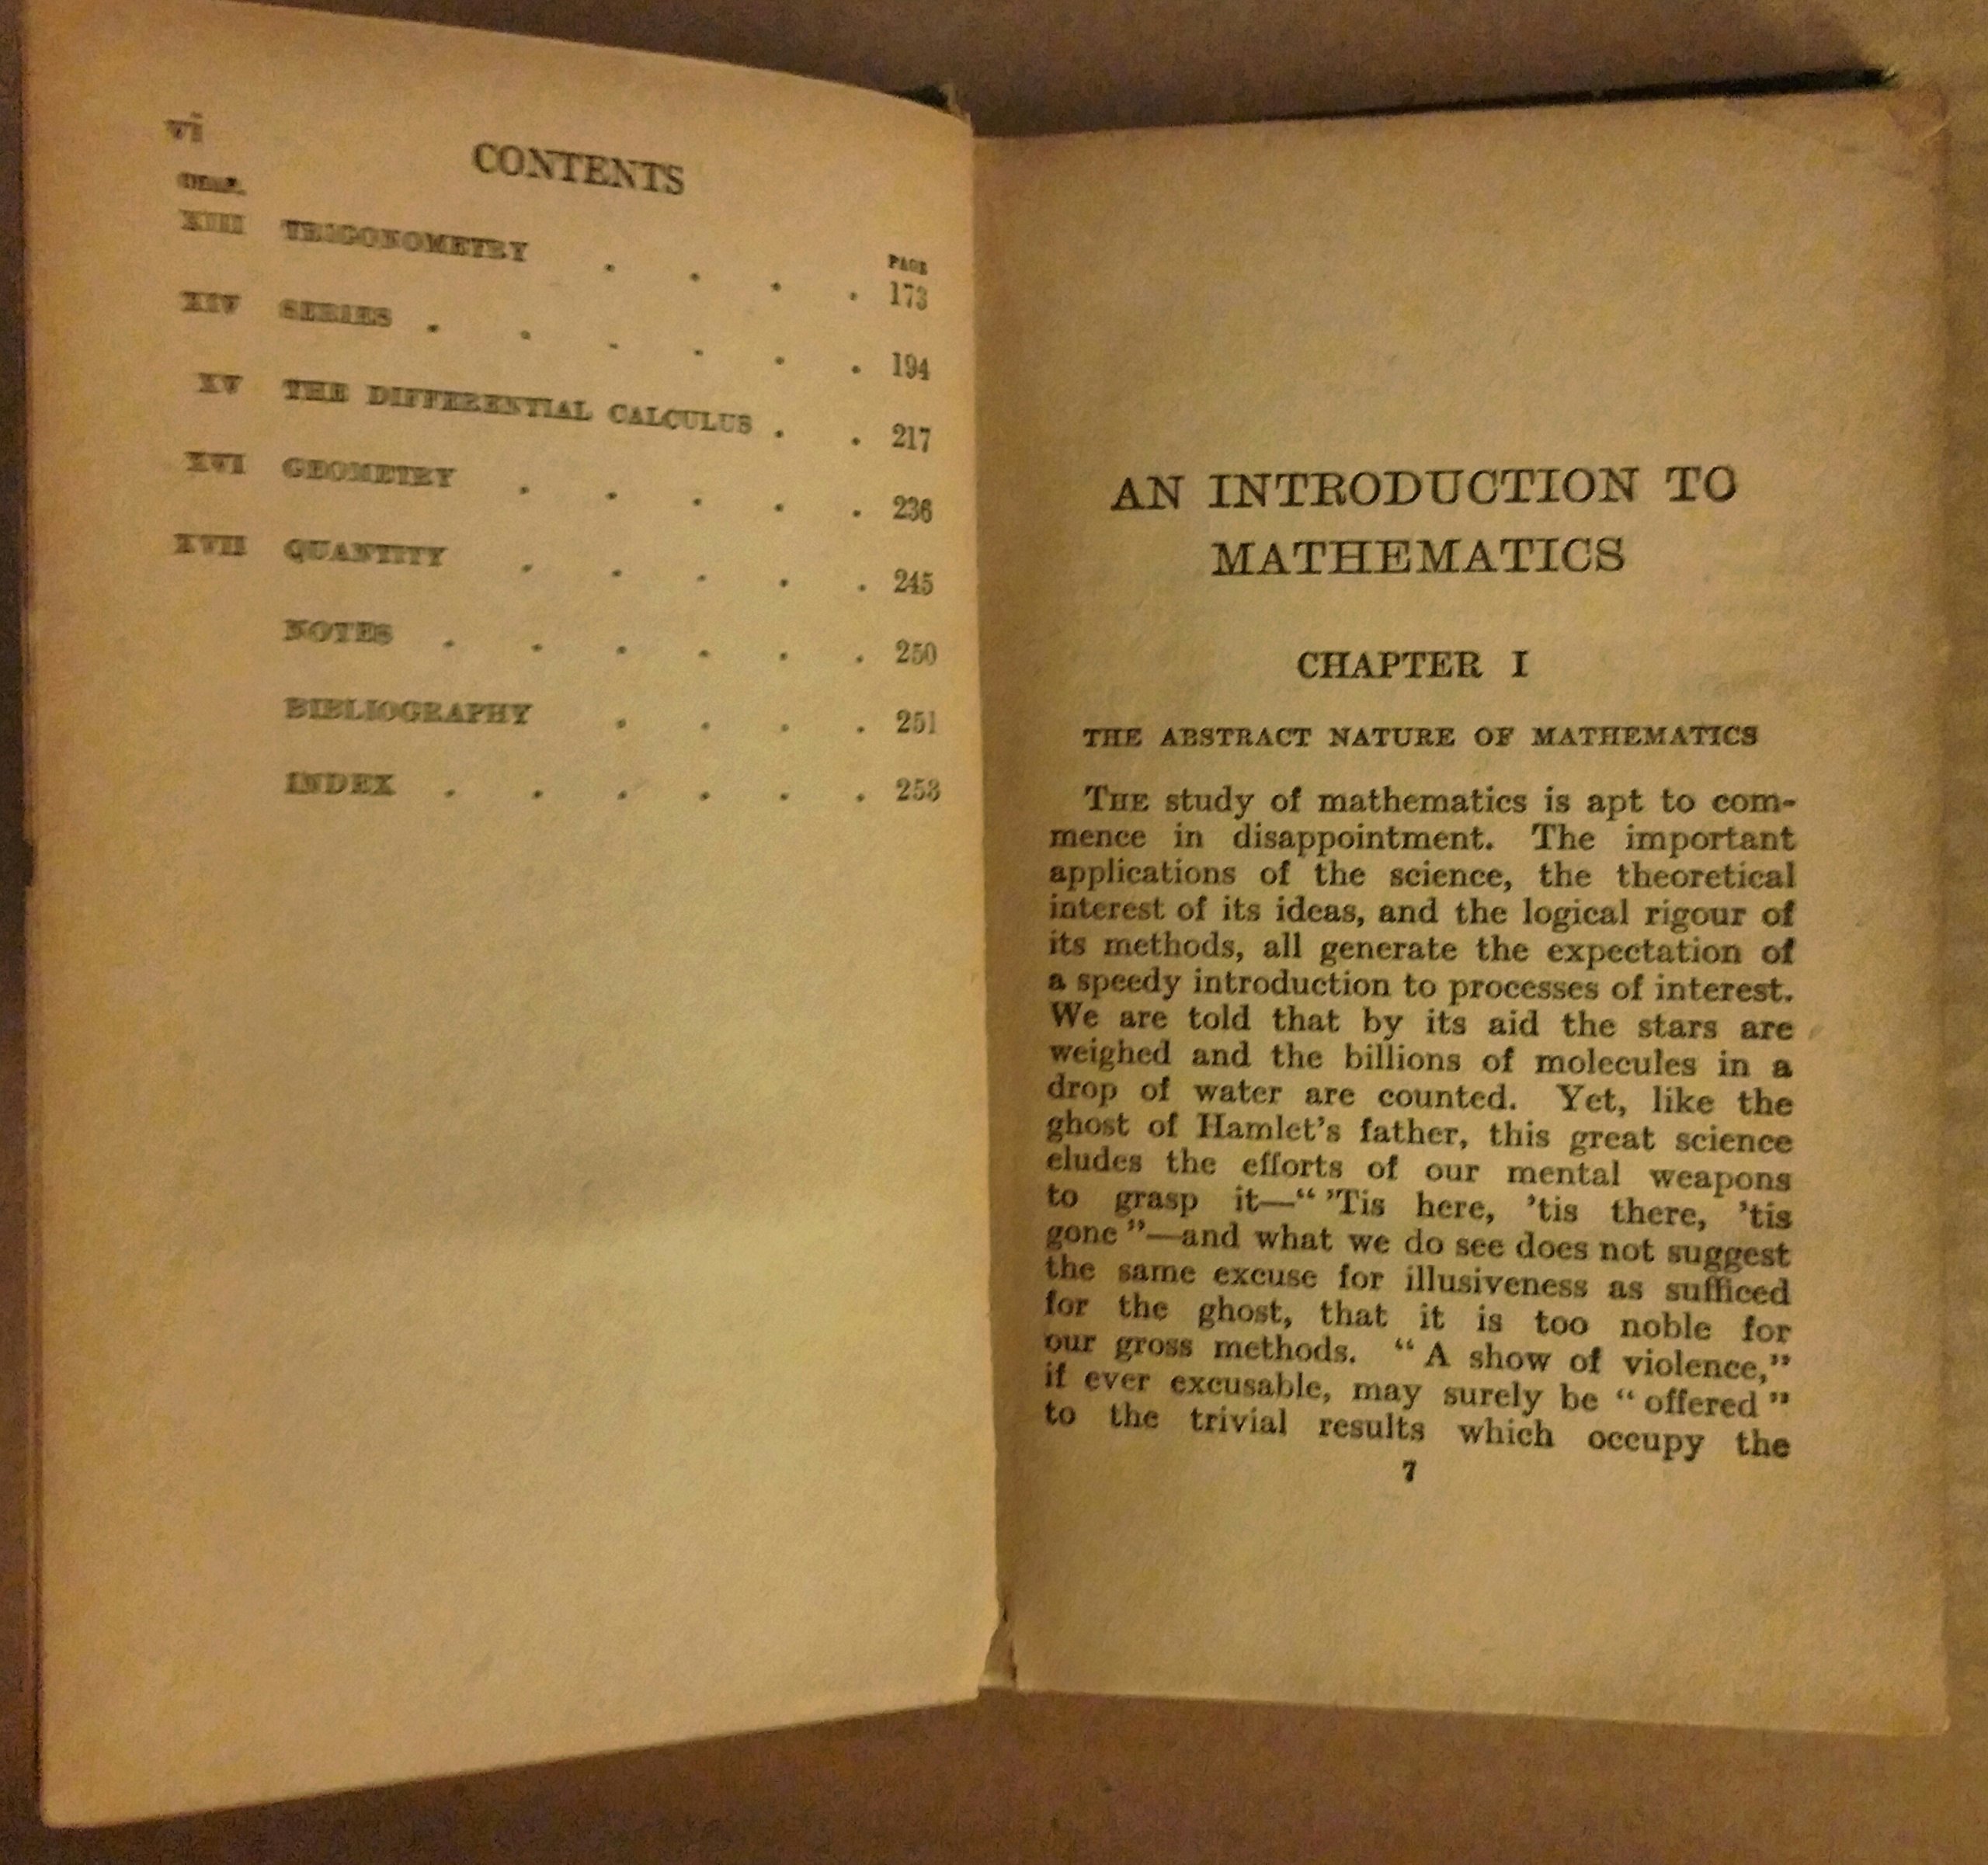 vi
CONTENTS
CHAP.
PAGE
XIII TRIGONOMETRY . . . . 173
XIV SERIES . . . . . . 194
XV THE DIFFERENTIAL CALCULUS . . 217
XVI GEOMETRY . . . . . 236
XVII QUANTITY . . . . . 245
NOTES . . . . . . 250
BIBLIOGRAPHY . . . . 251
INDEX . . . . . . 253
AN INTRODUCTION TO
MATHEMATICS
CHAPTER I
THE ABSTRACT NATURE OF MATHEMATICS
THE study of mathematics is apt to com-
mence in disappointment. The important
applications of the science, the theoretical
interest of its ideas, and the logical rigour of
its methods, all generate the expectation of
a speedy introduction to processes of interest.
We are told that by its aid the stars are
weighed and the billions of molecules in a
drop of water are counted. Yet, like the
ghost of Hamlet's father, this great science
eludes the efforts of our mental weapons
to grasp it—“ 'Tis here, 'tis there, 'tis
gone ”—and what we do see does not suggest
the same excuse for illusiveness as sufficed
for the ghost, that it is too noble for
our gross methods. “ A show of violence,”
if ever excusable, may surely be “ offered ”
to the trivial results which occupy the
7